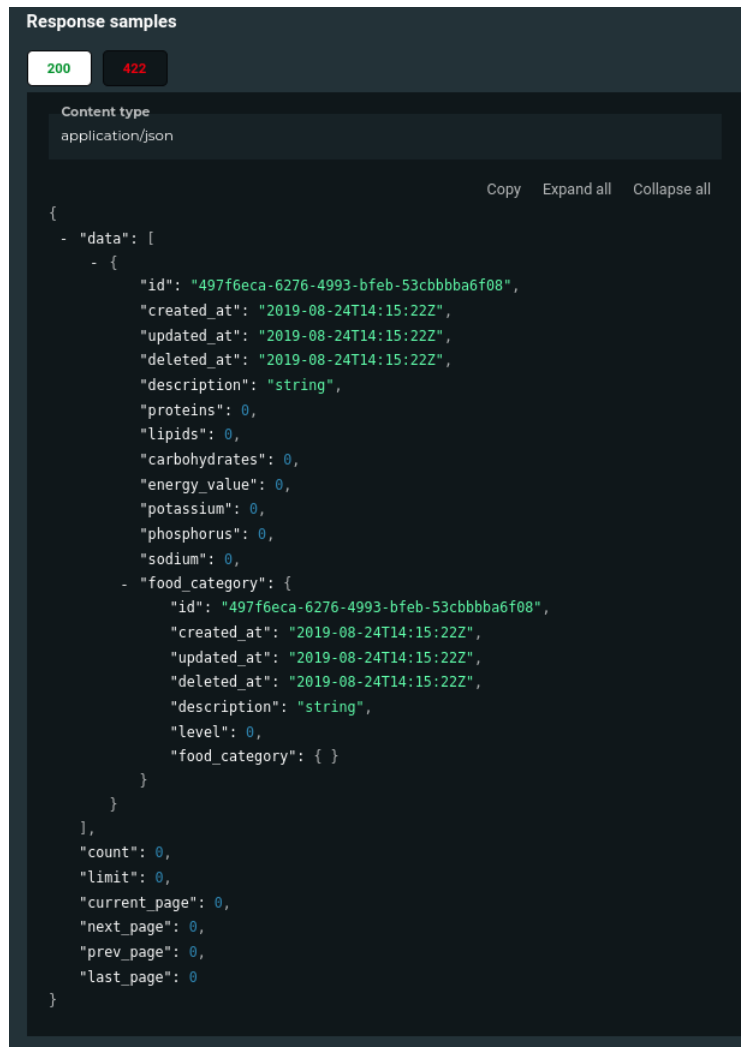 Response samples
200 422
Content type
application/json
Copy Expand all Collapse all
{
- "data": [
- {
"id": "497f6eca-6276-4993-bfeb-53cbbbba6f08",
"created_at": "2019-08-24T14:15:22Z",
"updated_at": "2019-08-24T14:15:22Z",
"deleted_at": "2019-08-24T14:15:22Z",
"description": "string",
"proteins": 0,
"lipids": 0,
"carbohydrates": 0,
"energy_value": 0,
"potassium": 0,
"phosphorus": 0,
"sodium": 0,
- "food_category": {
"id": "497f6eca-6276-4993-bfeb-53cbbbba6f08",
"created_at": "2019-08-24T14:15:22Z",
"updated_at": "2019-08-24T14:15:22Z",
"deleted_at": "2019-08-24T14:15:22Z",
"description": "string",
"level": 0,
"food_category": { }
}
}
],
"count": 0,
"limit": 0,
"current_page": 0,
"next_page": 0,
"prev_page": 0,
"last_page": 0
}